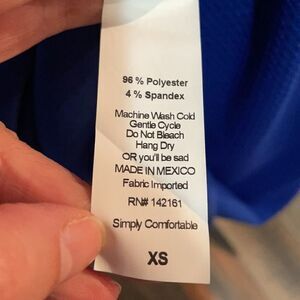 96 % Polyester
4 % Spandex
Machine Wash Cold
Gentle Cycle
Do Not Bleach
Hang Dry
OR you'll be sad
MADE IN MEXICO
Fabric Imported
RN# 142161
Simply Comfortable
XS